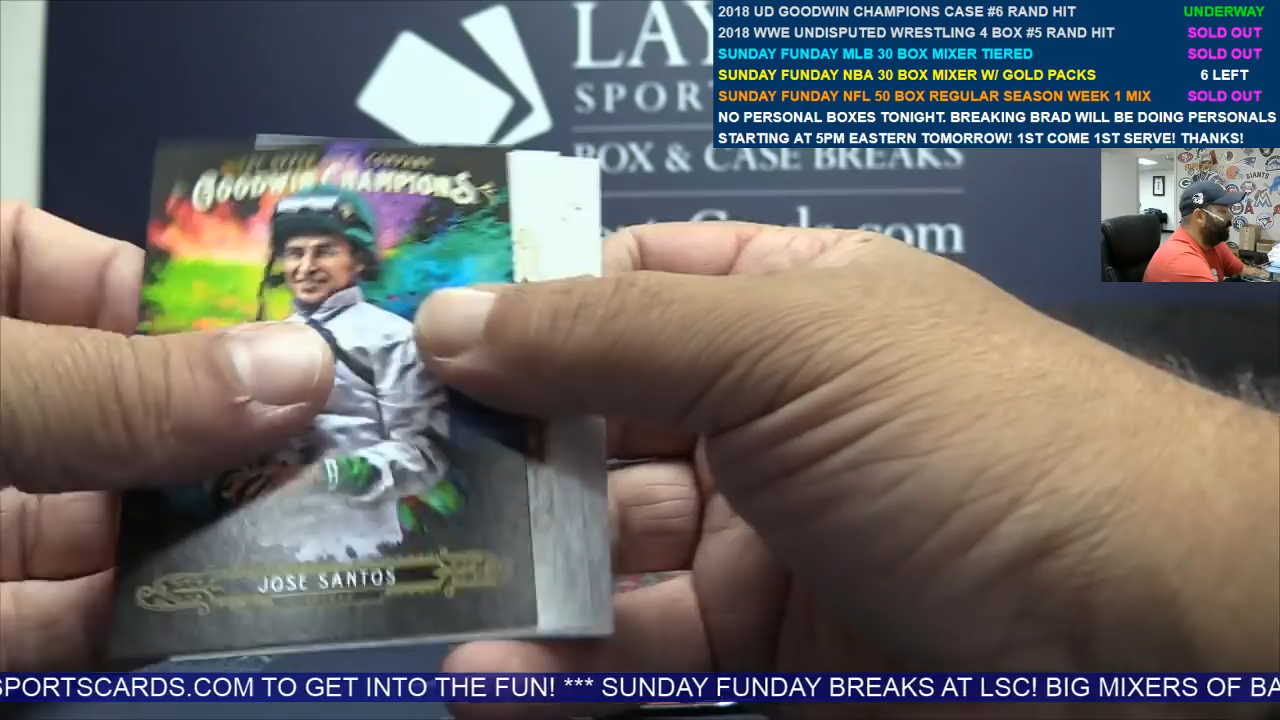 2018 UD GOODWIN CHAMPIONS CASE #6 RAND HIT UNDERWAY
2018 WWE UNDISPUTED WRESTLING 4 BOX #5 RAND HIT SOLD OUT
SUNDAY FUNDAY MLB 30 BOX MIXER TIERED SOLD OUT
SUNDAY FUNDAY NBA 30 BOX MIXER W/ GOLD PACKS 6 LEFT
SUNDAY FUNDAY NFL 50 BOX REGULAR SEASON WEEK 1 MIX SOLD OUT
NO PERSONAL BOXES TONIGHT. BREAKING BRAD WILL BE DOING PERSONALS
STARTING AT 5PM EASTERN TOMORROW! 1ST COME 1ST SERVE! THANKS!
LAY
SPOR
BOX & CASE BREAKS
.com
GOODWIN CHAMPIONS
JOSE SANTOS
GIANTS
SPORTSCARDS.COM TO GET INTO THE FUN! *** SUNDAY FUNDAY BREAKS AT LSC! BIG MIXERS OF BA